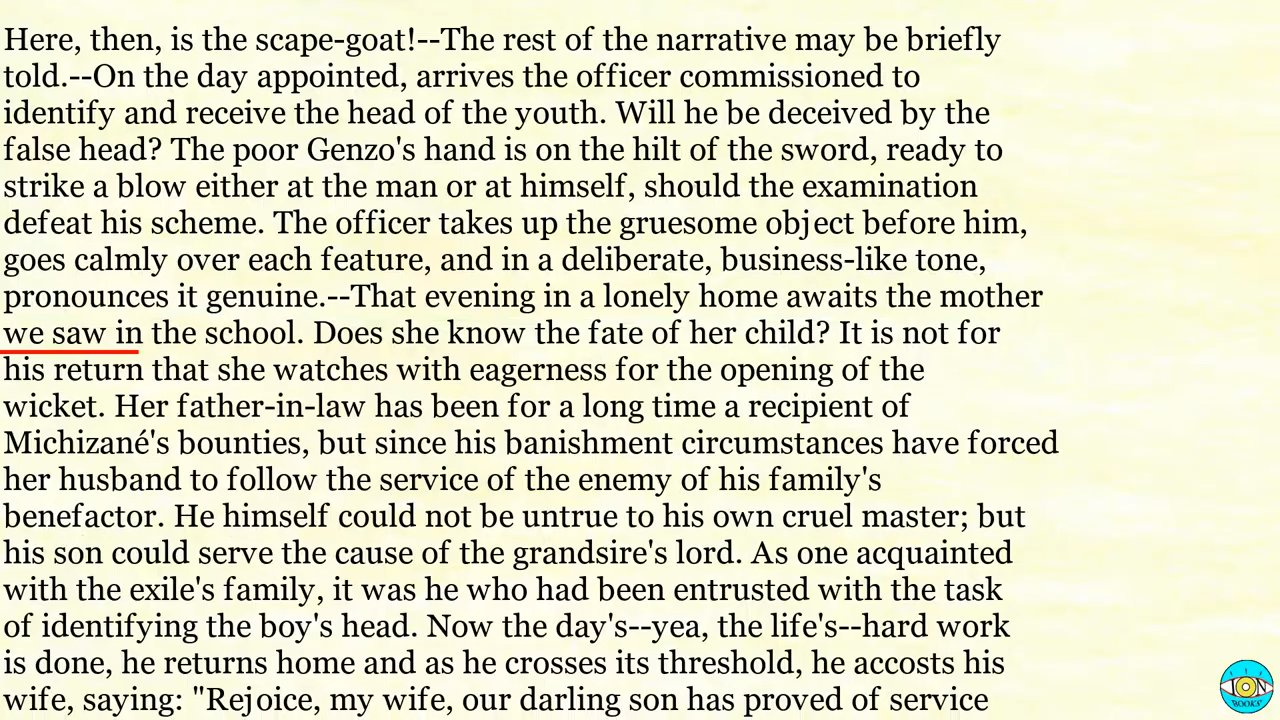 Here, then, is the scape-goat!--The rest of the narrative may be briefly
told.--On the day appointed, arrives the officer commissioned to
identify and receive the head of the youth. Will he be deceived by the
false head? The poor Genzo's hand is on the hilt of the sword, ready to
strike a blow either at the man or at himself, should the examination
defeat his scheme. The officer takes up the gruesome object before him,
goes calmly over each feature, and in a deliberate, business-like tone,
pronounces it genuine.--That evening in a lonely home awaits the mother
we saw in the school. Does she know the fate of her child? It is not for
his return that she watches with eagerness for the opening of the
wicket. Her father-in-law has been for a long time a recipient of
Michizané's bounties, but since his banishment circumstances have forced
her husband to follow the service of the enemy of his family's
benefactor. He himself could not be untrue to his own cruel master; but
his son could serve the cause of the grandsire's lord. As one acquainted
with the exile's family, it was he who had been entrusted with the task
of identifying the boy's head. Now the day's--yea, the life's--hard work
is done, he returns home and as he crosses its threshold, he accosts his
wife, saying: "Rejoice, my wife, our darling son has proved of service
ION
BOOKS